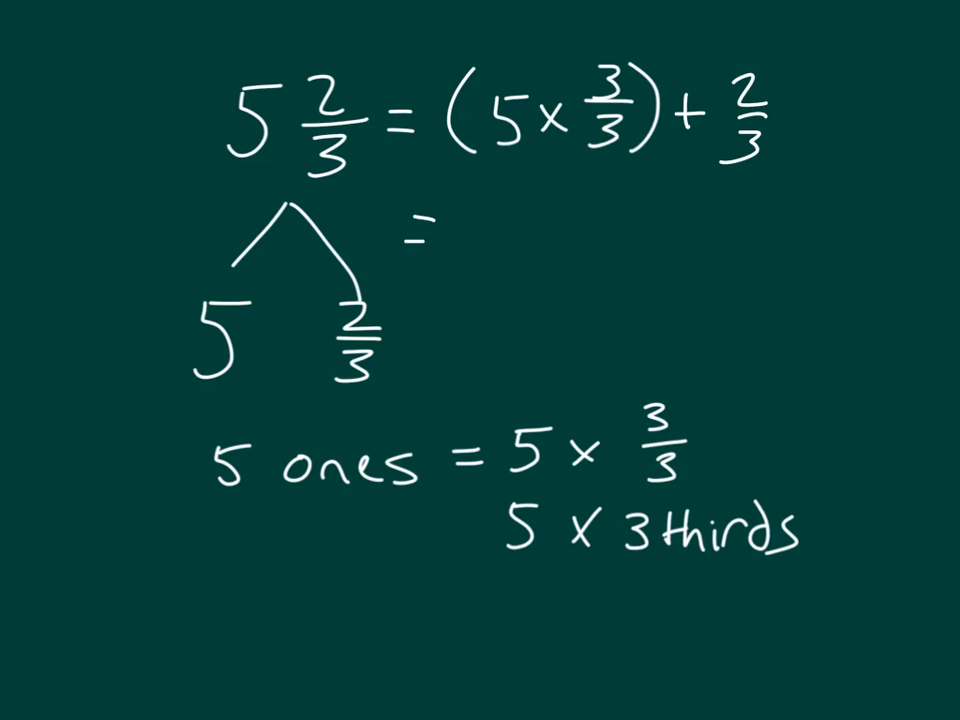 5 2/3 = (5 × 3/3) + 2/3
=
5 2/3
5 ones = 5 × 3/3
5 × 3 thirds